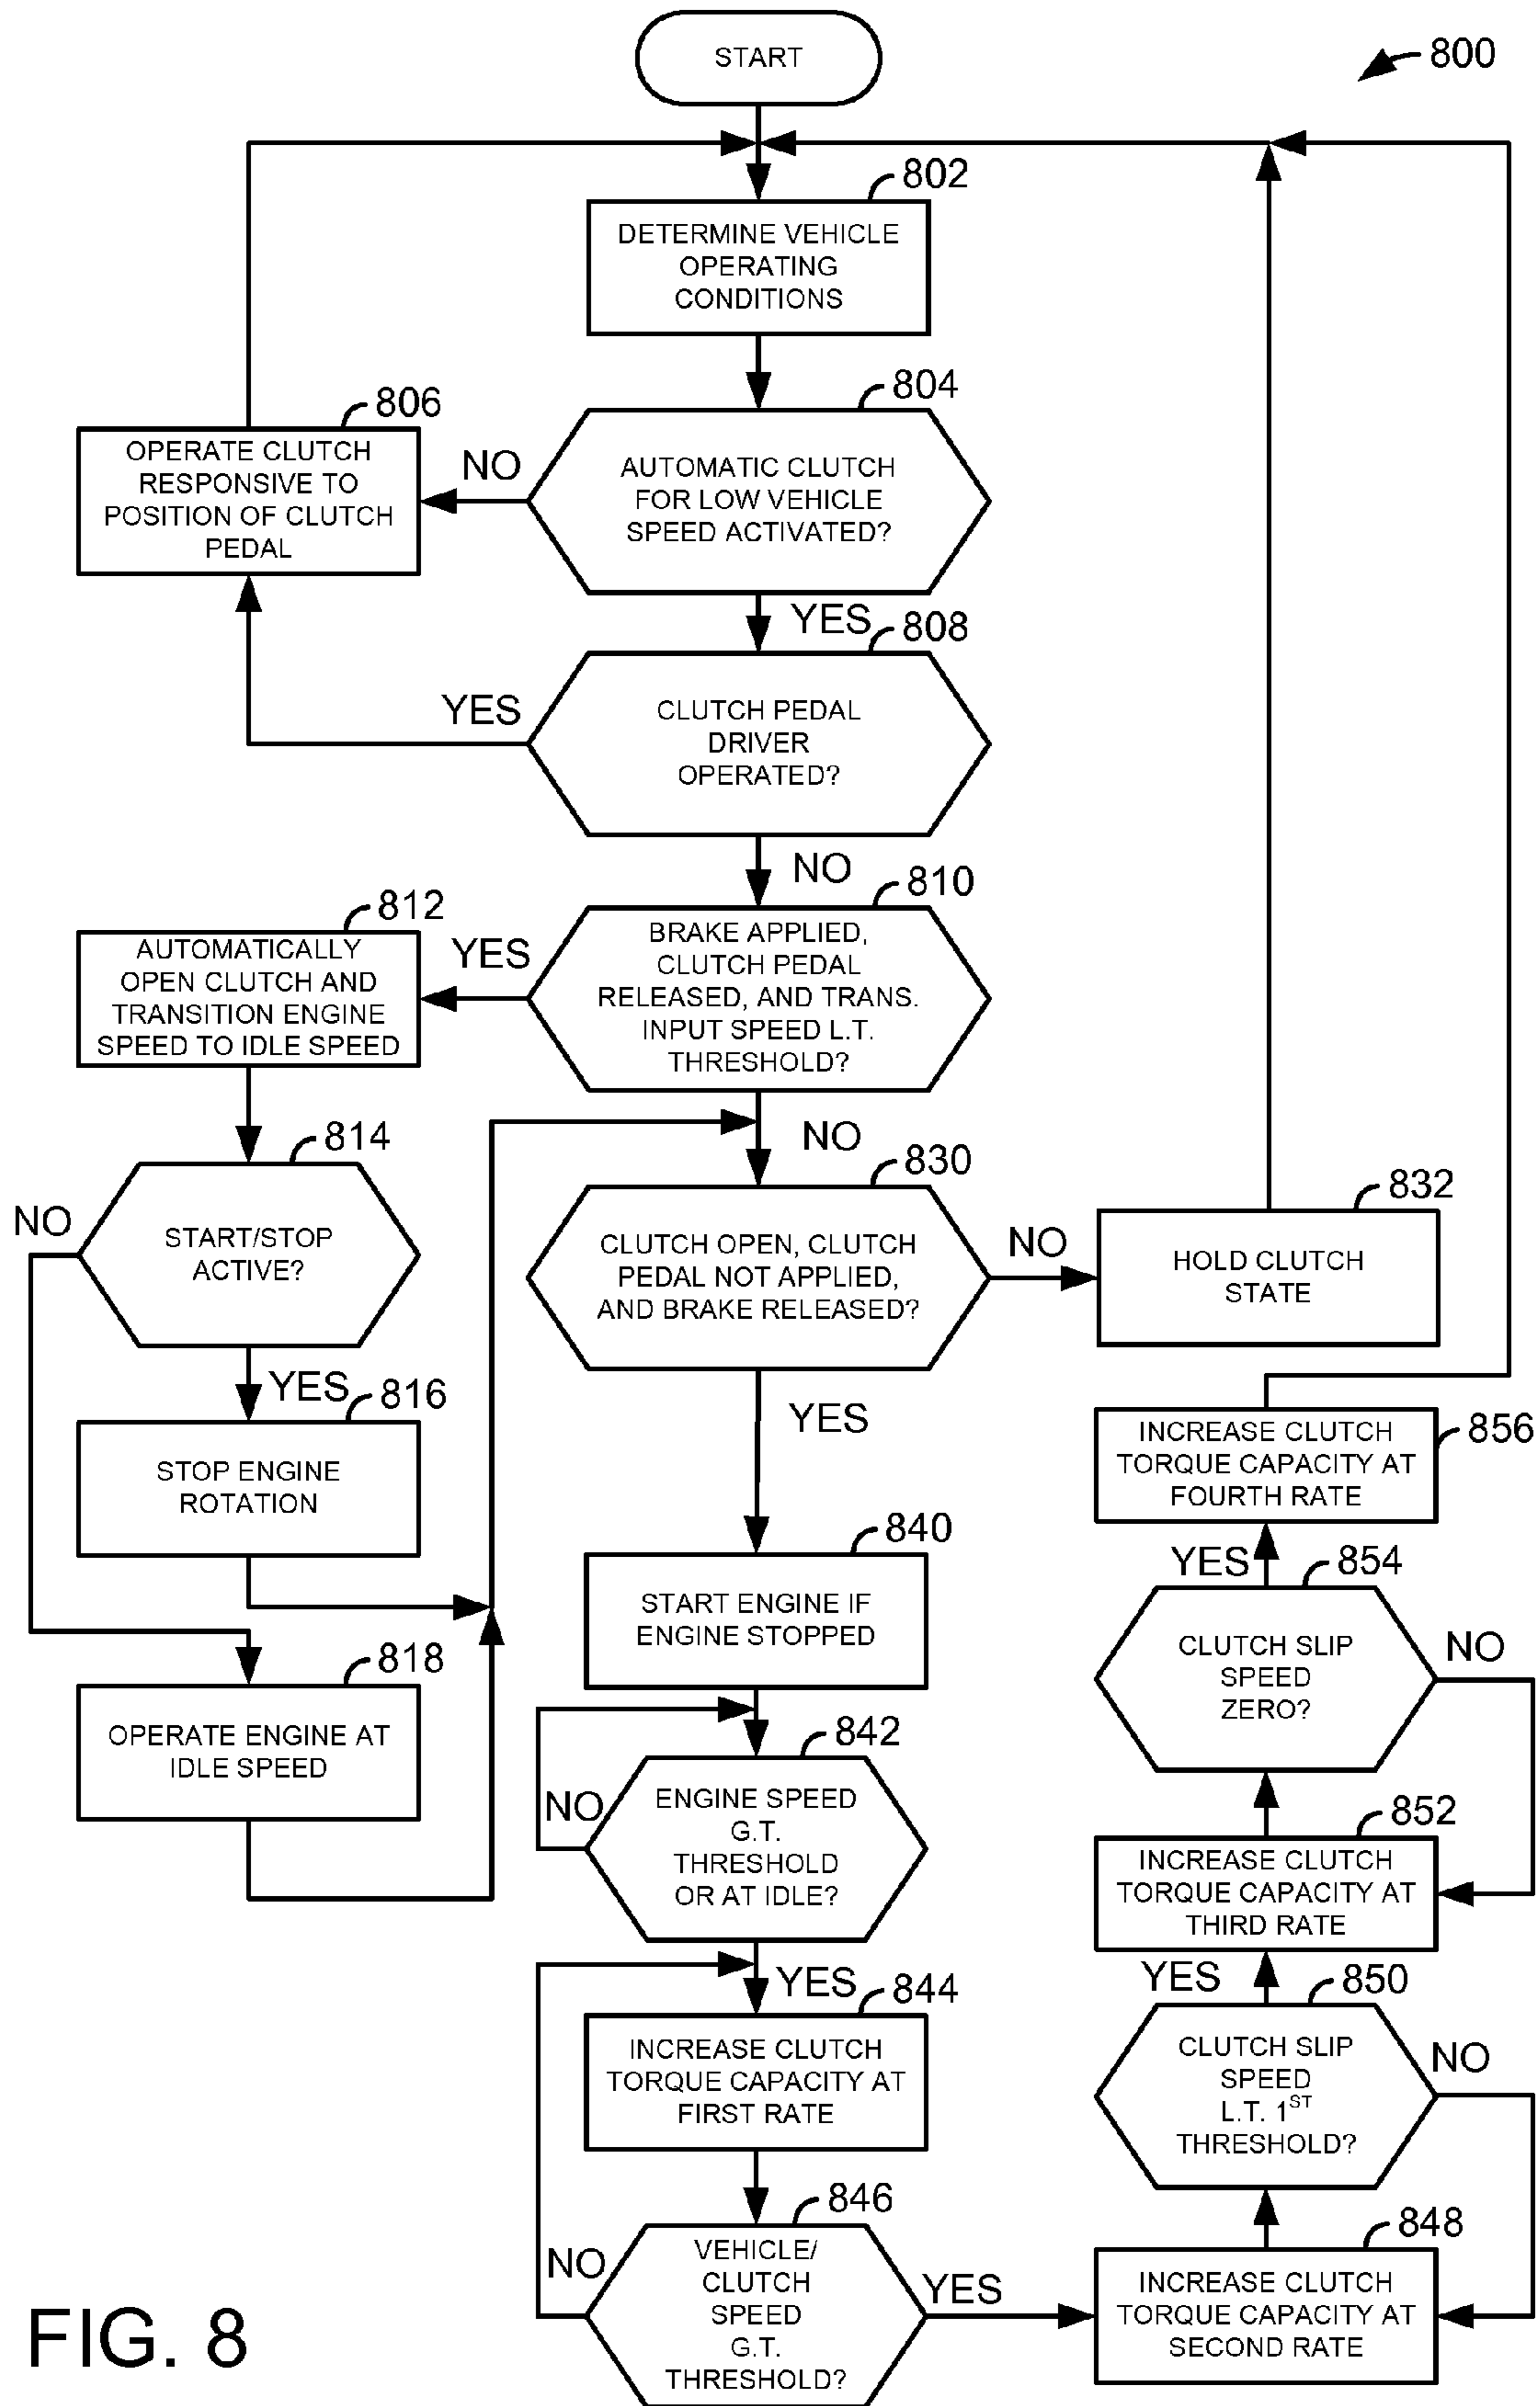 START
800
802
DETERMINE VEHICLE
OPERATING
CONDITIONS
804
AUTOMATIC CLUTCH
FOR LOW VEHICLE
SPEED ACTIVATED?
NO
806
OPERATE CLUTCH
RESPONSIVE TO
POSITION OF CLUTCH
PEDAL
YES
808
CLUTCH PEDAL
DRIVER
OPERATED?
YES
NO
810
BRAKE APPLIED,
CLUTCH PEDAL
RELEASED, AND TRANS.
INPUT SPEED L.T.
THRESHOLD?
YES
812
AUTOMATICALLY
OPEN CLUTCH AND
TRANSITION ENGINE
SPEED TO IDLE SPEED
814
START/STOP
ACTIVE?
NO
YES
816
STOP ENGINE
ROTATION
818
OPERATE ENGINE AT
IDLE SPEED
NO
830
CLUTCH OPEN, CLUTCH
PEDAL NOT APPLIED,
AND BRAKE RELEASED?
NO
832
HOLD CLUTCH
STATE
YES
840
START ENGINE IF
ENGINE STOPPED
842
ENGINE SPEED
G.T.
THRESHOLD
OR AT IDLE?
NO
YES
844
INCREASE CLUTCH
TORQUE CAPACITY AT
FIRST RATE
846
VEHICLE/
CLUTCH
SPEED
G.T.
THRESHOLD?
NO
YES
848
INCREASE CLUTCH
TORQUE CAPACITY AT
SECOND RATE
850
CLUTCH SLIP
SPEED
L.T. 1ST
THRESHOLD?
NO
YES
852
INCREASE CLUTCH
TORQUE CAPACITY AT
THIRD RATE
854
CLUTCH SLIP
SPEED
ZERO?
NO
YES
856
INCREASE CLUTCH
TORQUE CAPACITY AT
FOURTH RATE
FIG. 8